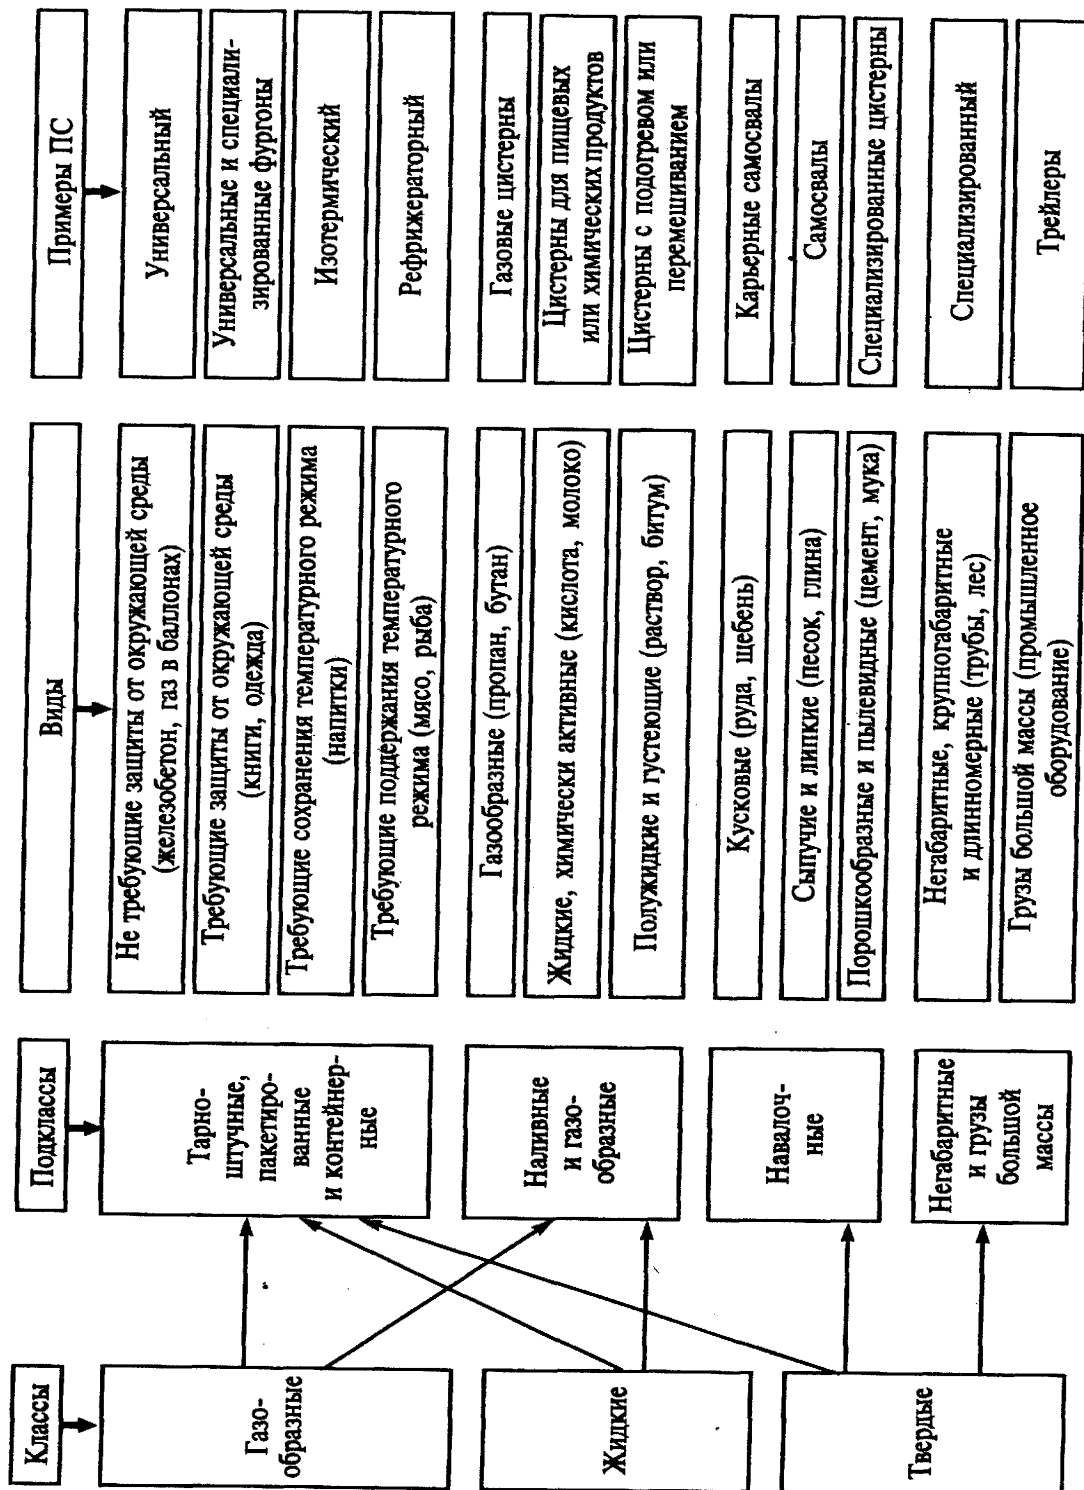 Классы
Газо-
образные
Жидкие
Твердые
Подклассы
Тарно-
штучные,
пакетиро-
ванные
и контейнер-
ные
Наливные
и газо-
образные
Навалоч-
ные
Негабаритные
и грузы
большой
массы
Виды
Не требующие защиты от окружающей среды
(железобетон, газ в баллонах)
Требующие защиты от окружающей среды
(книги, одежда)
Требующие сохранения температурного режима
(напитки)
Требующие поддержания температурного
режима (мясо, рыба)
Газообразные (пропан, бутан)
Жидкие, химически активные (кислота, молоко)
Полужидкие и густеющие (раствор, битум)
Кусковые (руда, щебень)
Сыпучие и липкие (песок, глина)
Порошкообразные и пылевидные (цемент, мука)
Негабаритные, крупногабаритные
и длинномерные (трубы, лес)
Грузы большой массы (промышленное
оборудование)
Примеры ПС
Универсальный
Универсальные и специали-
зированные фургоны
Изотермический
Рефрижераторный
Газовые цистерны
Цистерны для пищевых
или химических продуктов
Цистерны с подогревом или
перемешиванием
Карьерные самосвалы
Самосвалы
Специализированные цистерны
Специализированный
Трейлеры